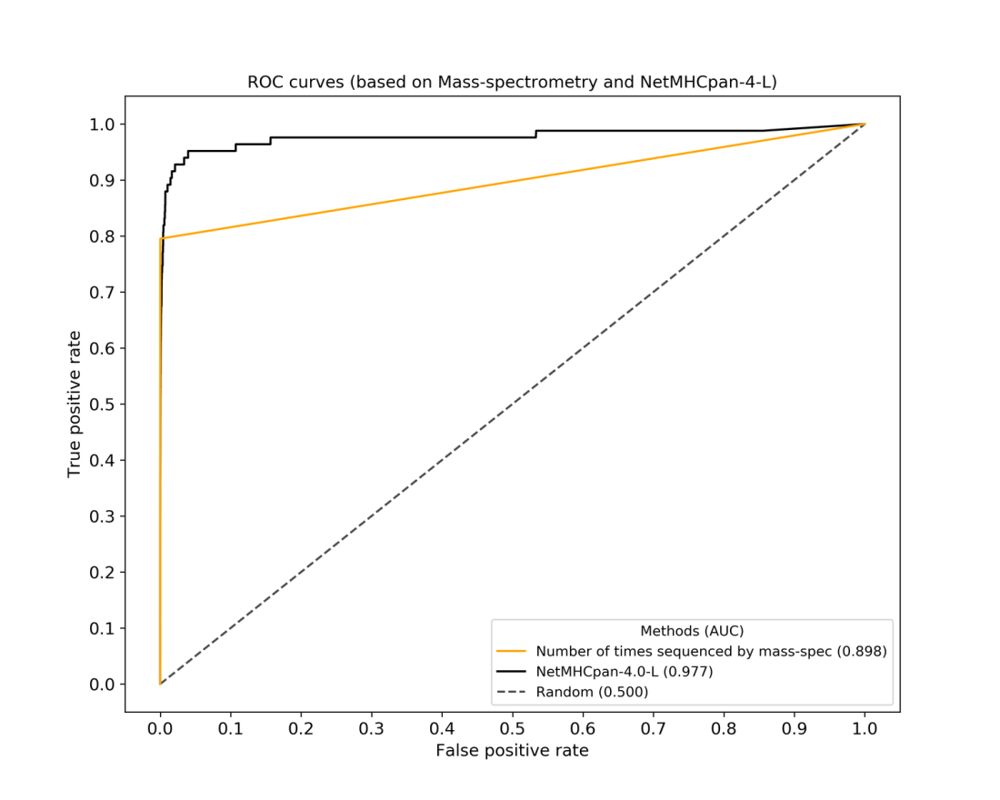 ROC curves (based on Mass-spectrometry and NetMHCpan-4-L)
1.0
0.9
0.8
0.7
0.6
0.5
0.4
0.3
0.2
0.1
0.0
True positive rate
Methods (AUC)
Number of times sequenced by mass-spec (0.898)
NetMHCpan-4.0-L (0.977)
Random (0.500)
0.0 0.1 0.2 0.3 0.4 0.5 0.6 0.7 0.8 0.9 1.0
False positive rate